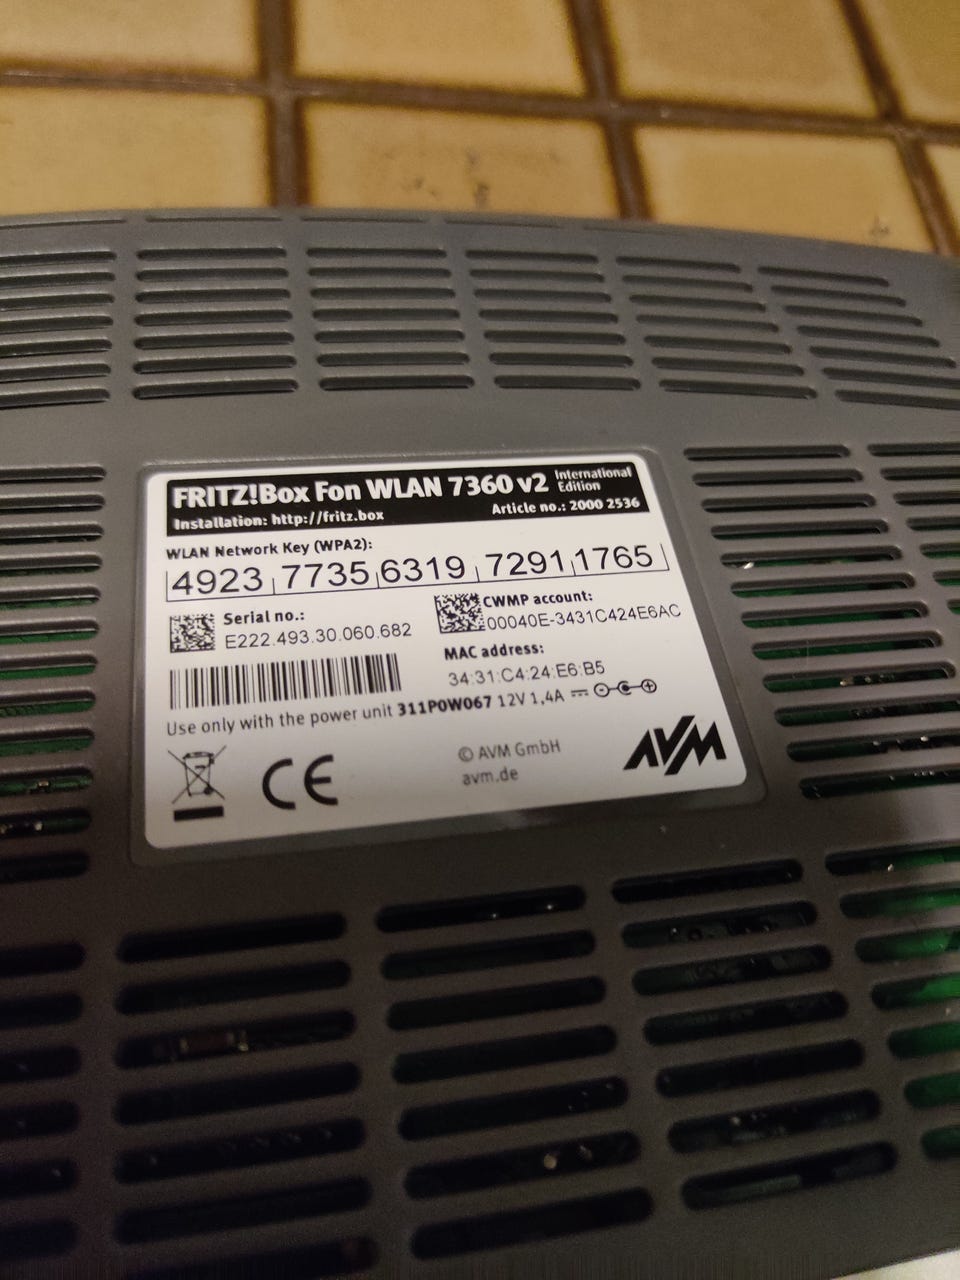 FRITZ!Box Fon WLAN 7360 v2 International Edition
Installation: http://fritz.box Article no.: 2000 2536
WLAN Network Key (WPA2):
4923 7735 6319 7291 1765
Serial no.:
E222.493.30.060.682
CWMP account:
00040E-3431C424E6AC
MAC address:
34:31:C4:24:E6:B5
Use only with the power unit 311P0W067 12V 1,4A
CE
© AVM GmbH
avm.de
AVM